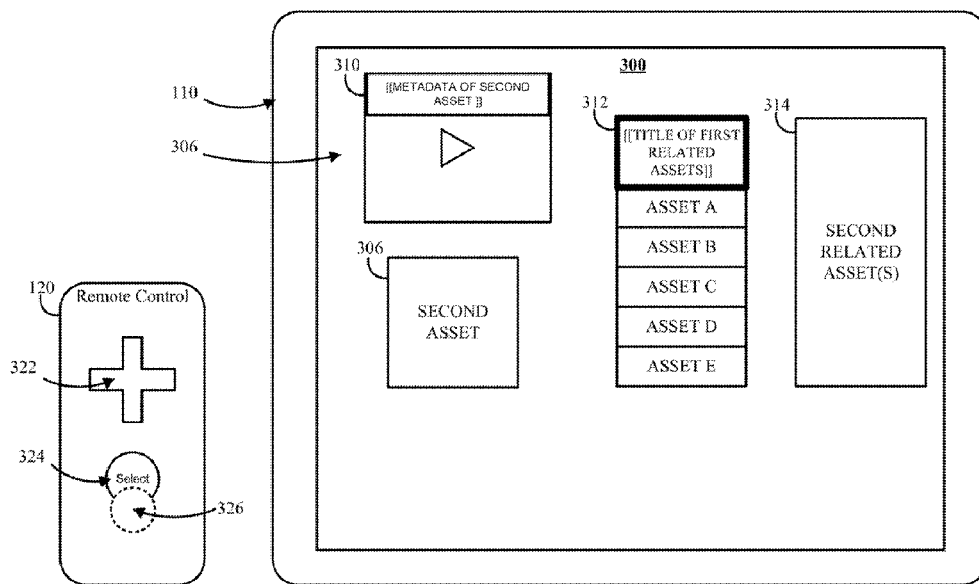 300
310
[[METADATA OF SECOND
ASSET ]]
110
306
312
[[TITLE OF FIRST
RELATED
ASSETS]]
ASSET A
ASSET B
ASSET C
ASSET D
ASSET E
314
SECOND
RELATED
ASSET(S)
306
SECOND
ASSET
120
Remote Control
322
324
Select
326